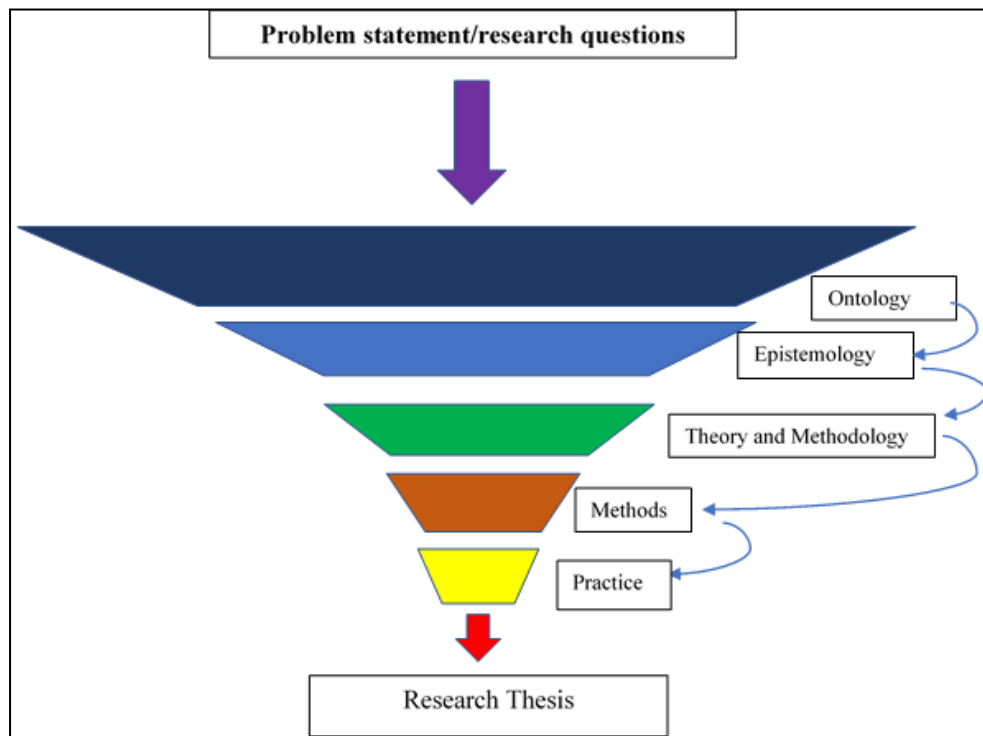 Problem statement/research questions
Ontology
Epistemology
Theory and Methodology
Methods
Practice
Research Thesis